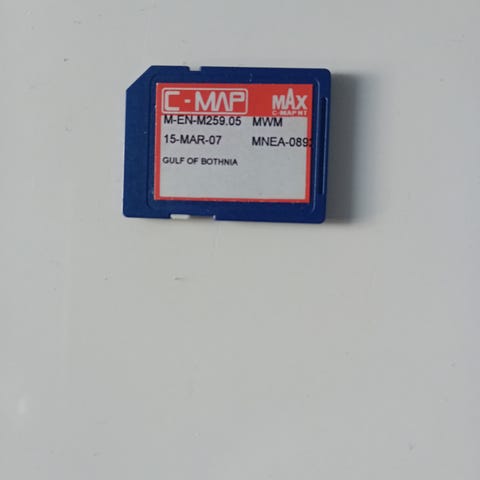 C-MAP MAX
C-MAP NT
M-EN-M259.05 MWM
15-MAR-07
GULF OF BOTHNIA